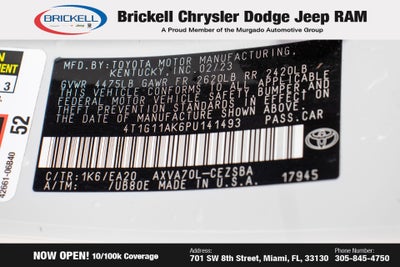 BRICKELL
Brickell Chrysler Dodge Jeep RAM
A Proud Member of the Murgado Automotive Group
MFD.BY:TOYOTA MOTOR MANUFACTURING,
KENTUCKY, INC. 02/23
GVWR 4475LB GAWR FR 2620LB RR 2420LB
THIS VEHICLE CONFORMS TO ALL APPLICABLE
FEDERAL MOTOR VEHICLE SAFETY, BUMPER, AND
THEFT PREVENTION STANDARDS IN EFFECT ON
THE DATE OF MANUFACTURE SHOWN ABOVE.
4T1G11AK6PU141493
PASS.CAR
TOYOTA
C/TR:1K6/EA20 AXVA70L-CEZSBA
A/TM: /UB80E MADE IN U.S.A. 17945
3
52
42661-06B40
NOW OPEN! 10/100k Coverage
Address:
701 SW 8th Street, Miami, FL, 33130
Phone:
305-845-4750